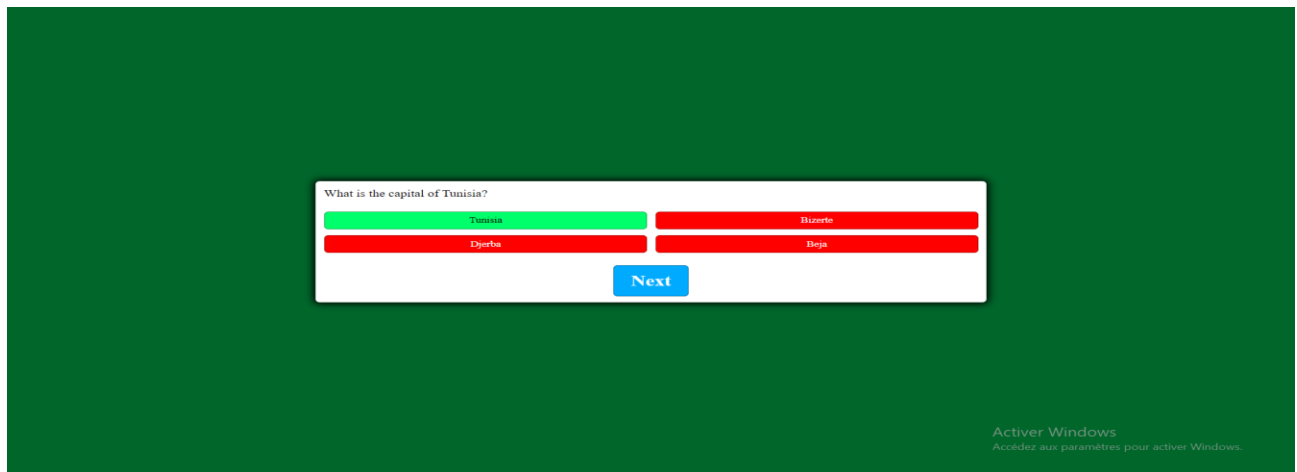 What is the capital of Tunisia?
Tunisia
Bizerte
Djerba
Beja
Next
Activer Windows
Accédez aux paramètres pour activer Windows.